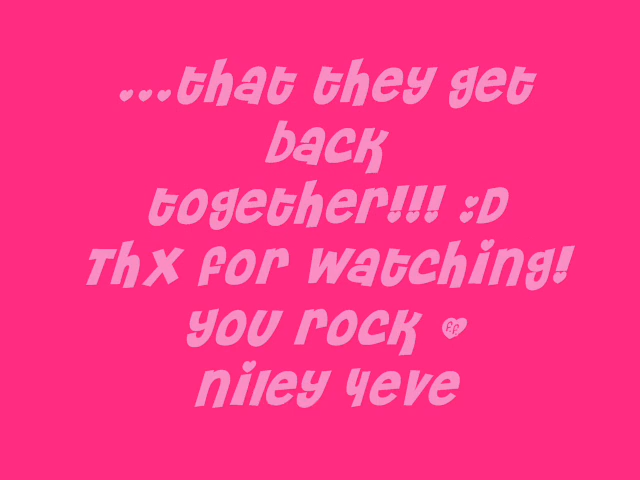 ...that they get
back
together!!! :D
Thx for watching!
you rock
niley 4eve